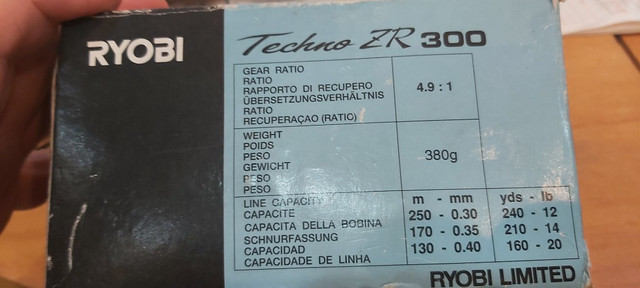 RYOBI
Techno ZR 300
GEAR RATIO
RATIO
RAPPORTO DI RECUPERO
ÜBERSETZUNGSVERHÄLTNIS
RATIO
RECUPERAÇAO (RATIO)
4.9 : 1
WEIGHT
POIDS
PESO
GEWICHT
PESO
PESO
380g
LINE CAPACITY
CAPACITE
CAPACITA DELLA BOBINA
SCHNURFASSUNG
CAPACIDAD
CAPACIDADE DE LINHA
m - mm
250 - 0.30
170 - 0.35
130 - 0.40
yds - lb
240 - 12
210 - 14
160 - 20
RYOBI LIMITED